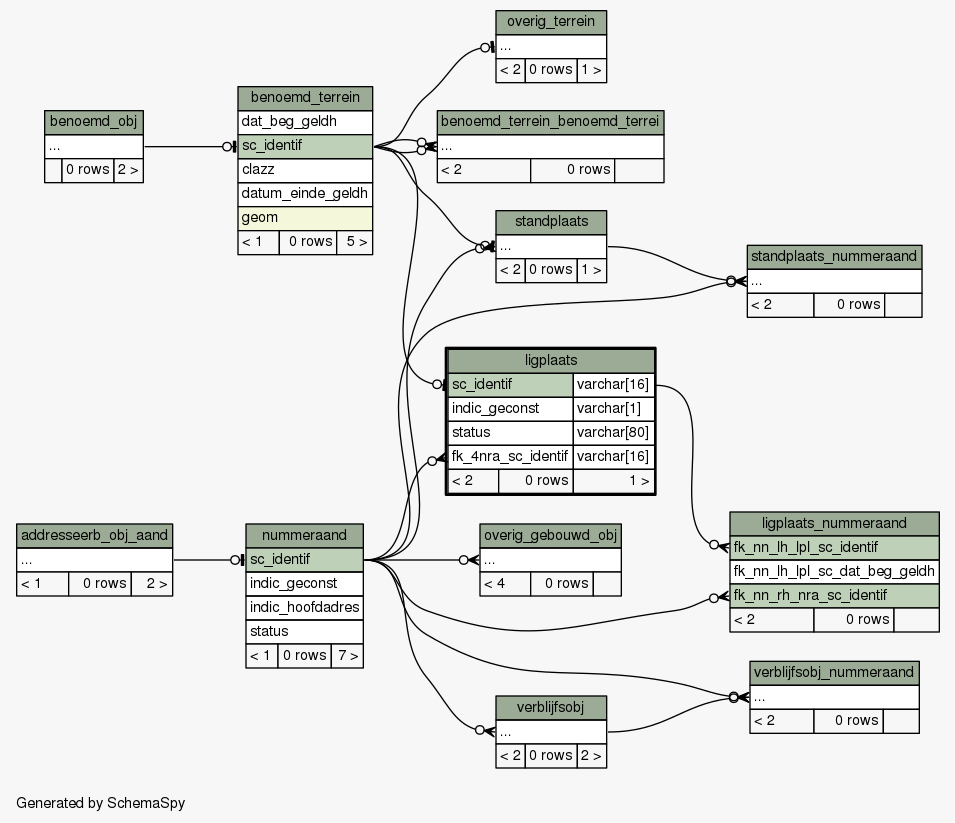 overig_terrein
...
< 2 0 rows 1 >
benoemd_terrein
dat_beg_geldh
sc_identif
clazz
datum_einde_geldh
geom
< 1 0 rows 5 >
benoemd_obj
...
0 rows 2 >
benoemd_terrein_benoemd_terrei
...
< 2 0 rows
standplaats
...
< 2 0 rows 1 >
standplaats_nummeraand
...
< 2 0 rows
ligplaats
sc_identif varchar[16]
indic_geconst varchar[1]
status varchar[80]
fk_4nra_sc_identif varchar[16]
< 2 0 rows 1 >
addresseerb_obj_aand
...
< 1 0 rows 2 >
nummeraand
sc_identif
indic_geconst
indic_hoofdadres
status
< 1 0 rows 7 >
overig_gebouwd_obj
...
< 4 0 rows
ligplaats_nummeraand
fk_nn_lh_lpl_sc_identif
fk_nn_lh_lpl_sc_dat_beg_geldh
fk_nn_rh_nra_sc_identif
< 2 0 rows
verblijfsobj_nummeraand
...
< 2 0 rows
verblijfsobj
...
< 2 0 rows 2 >
Generated by SchemaSpy